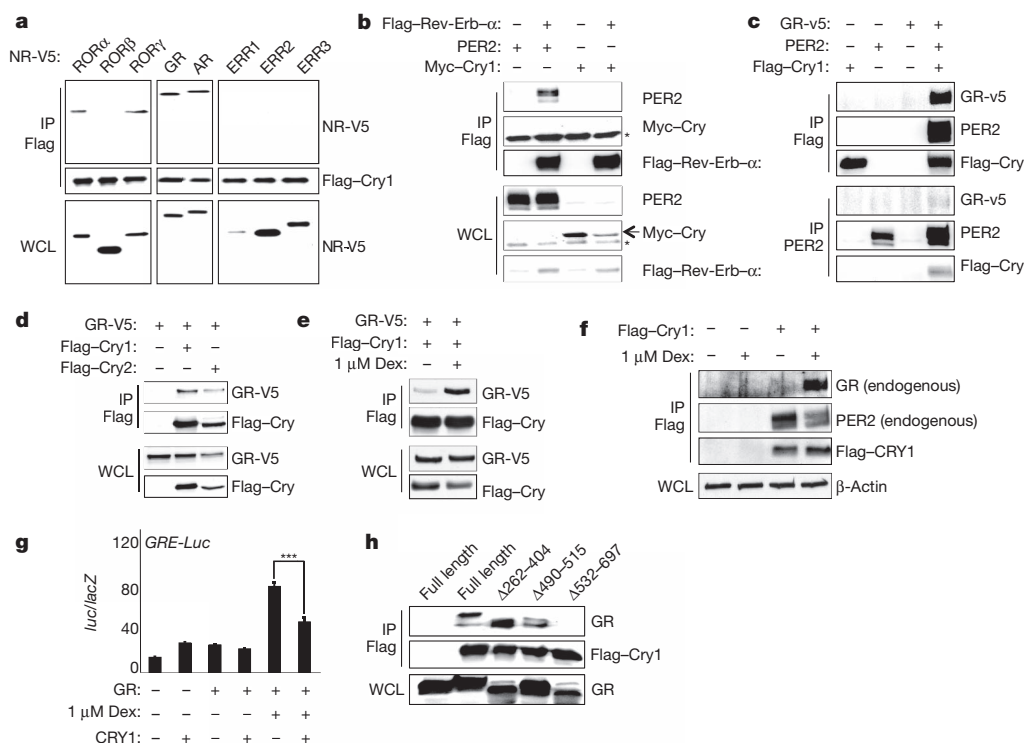 a
NR-V5: RORα RORβ RORγ GR AR ERR1 ERR2 ERR3
IP Flag
NR-V5
Flag–Cry1
WCL
NR-V5
b
Flag–Rev-Erb-α: – + – +
PER2: + + – –
Myc–Cry1: – – + +
IP Flag
PER2
Myc–Cry
*
Flag–Rev-Erb-α:
WCL
PER2
Myc–Cry
*
Flag–Rev-Erb-α:
c
GR-v5: – – + +
PER2: – + – +
Flag–Cry1: + – – +
IP Flag
GR-v5
PER2
Flag–Cry
IP PER2
GR-v5
PER2
Flag–Cry
d
GR-V5: + + +
Flag–Cry1: – + –
Flag–Cry2: – – +
IP Flag
GR-V5
Flag–Cry
WCL
GR-V5
Flag–Cry
e
GR-V5: + +
Flag–Cry1: + +
1 μM Dex: – +
IP Flag
GR-V5
Flag–Cry
WCL
GR-V5
Flag–Cry
f
Flag–Cry1: – – + +
1 μM Dex: – + – +
IP Flag
GR (endogenous)
PER2 (endogenous)
Flag–CRY1
WCL
β-Actin
g
GRE-Luc
***
luc/lacZ
120
80
40
0
GR: – – + + + +
1 μM Dex: – – – – + +
CRY1: – + – + – +
h
Full length Full length Δ262–404 Δ490–515 Δ532–697
IP Flag
GR
Flag–Cry1
WCL
GR